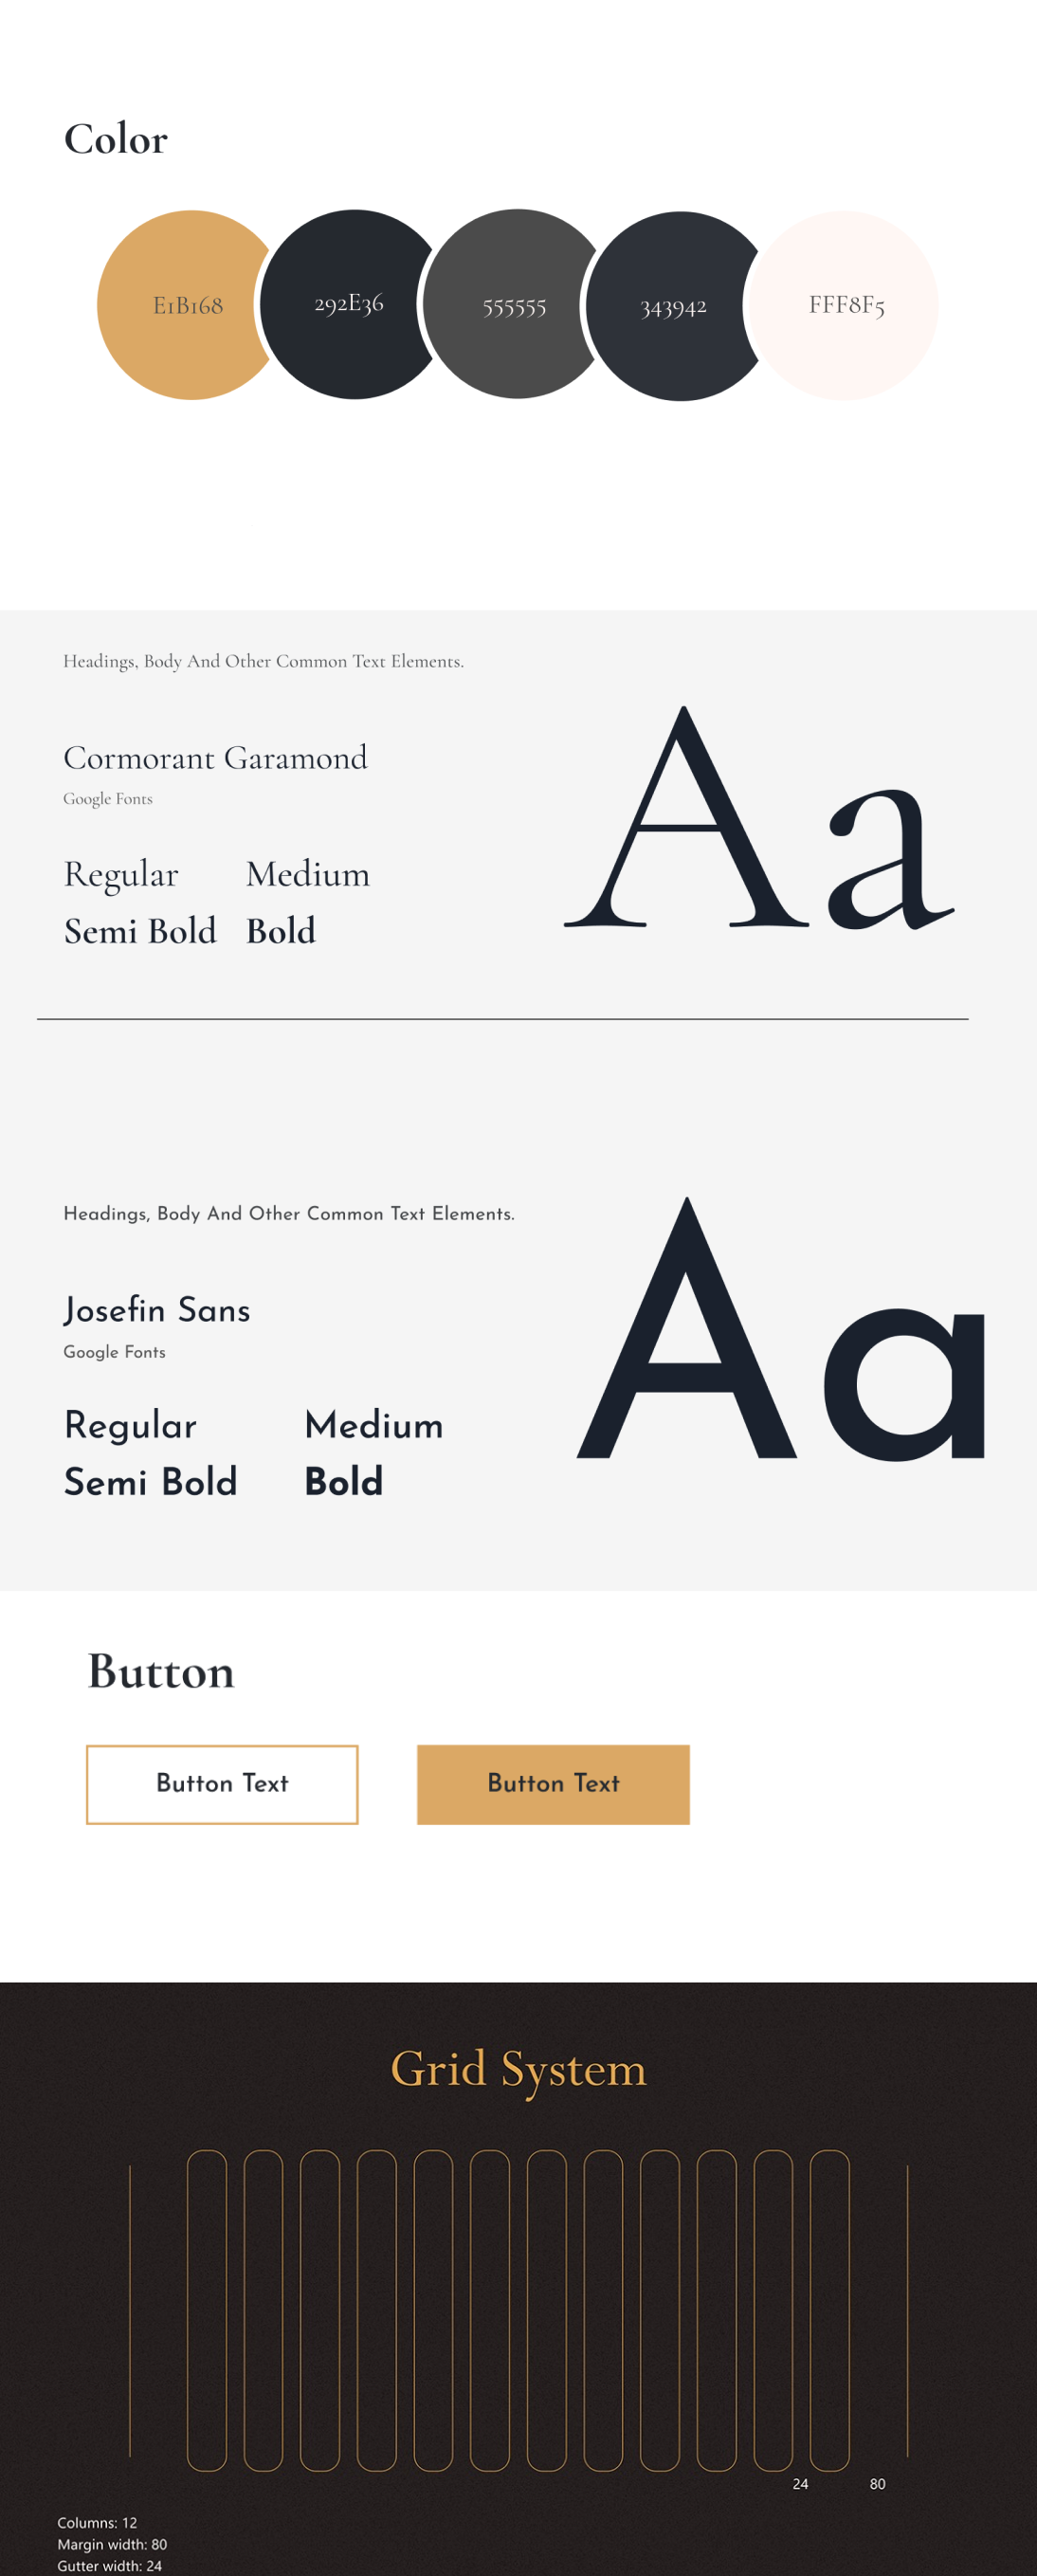 Color
E1B168
292E36
555555
343942
FFF8F5
Headings, Body And Other Common Text Elements.
Cormorant Garamond
Google Fonts
Regular
Medium
Semi Bold
Bold
Aa
Headings, Body And Other Common Text Elements.
Josefin Sans
Google Fonts
Regular
Medium
Semi Bold
Bold
Aa
Button
Button Text
Button Text
Grid System
24
80
Columns: 12
Margin width: 80
Gutter width: 24